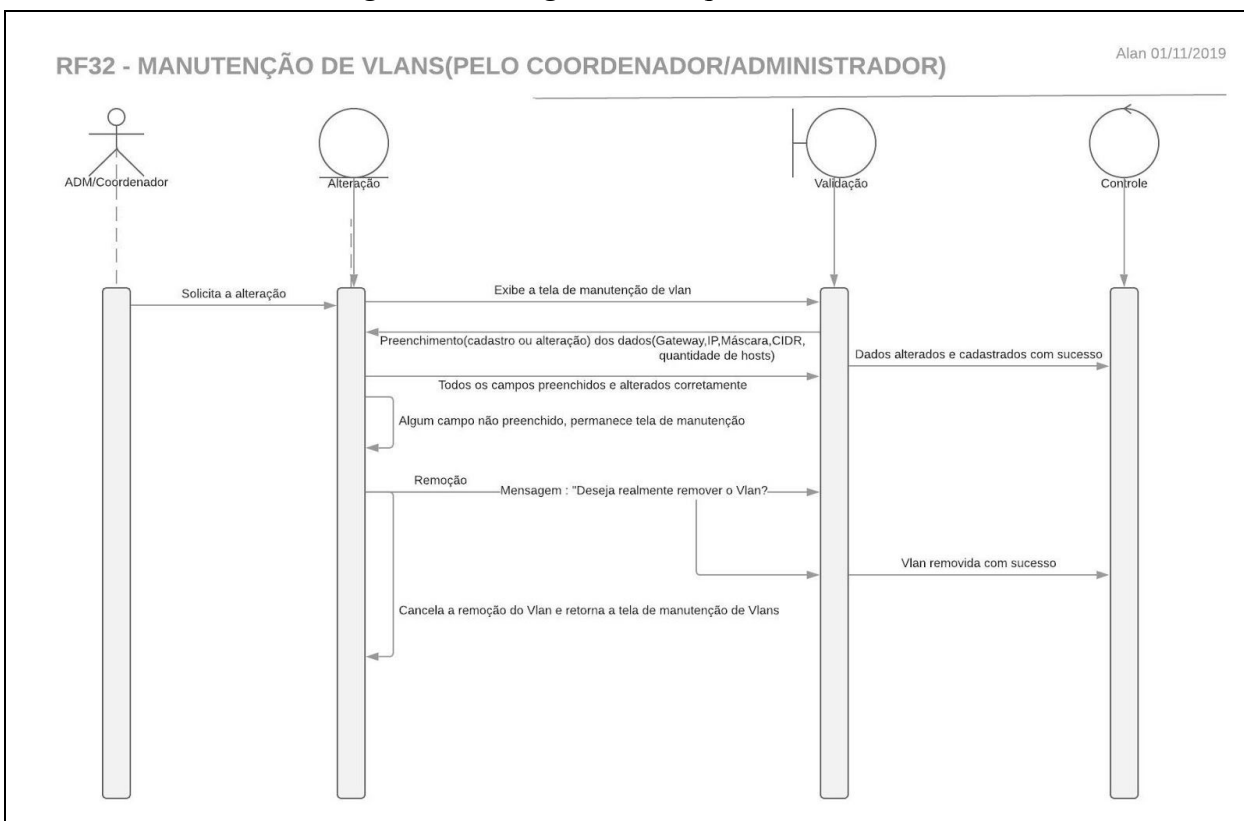 Alan 01/11/2019
RF32 - MANUTENÇÃO DE VLANS(PELO COORDENADOR/ADMINISTRADOR)
ADM/Coordenador
Alteração
Validação
Controle
Solicita a alteração
Exibe a tela de manutenção de vlan
Preenchimento(cadastro ou alteração) dos dados(Gateway,IP,Máscara,CIDR,
quantidade de hosts)
Dados alterados e cadastrados com sucesso
Todos os campos preenchidos e alterados corretamente
Algum campo não preenchido, permanece tela de manutenção
Remoção
Mensagem : "Deseja realmente remover o Vlan?
Vlan removida com sucesso
Cancela a remoção do Vlan e retorna a tela de manutenção de Vlans